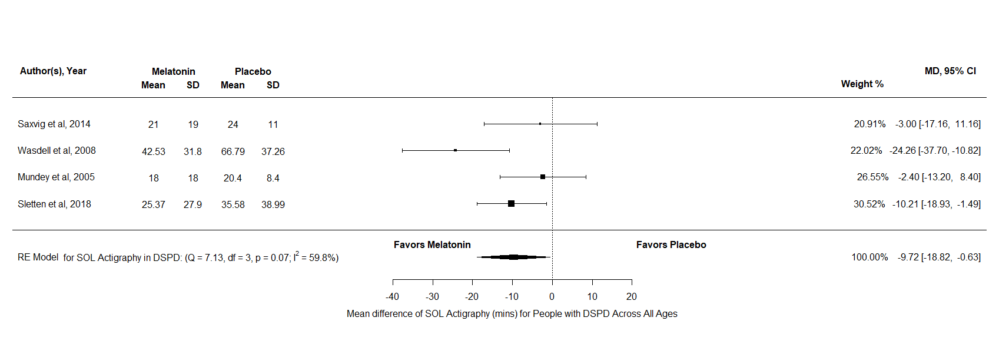 Author(s), Year Melatonin Placebo MD, 95% CI
Mean SD Mean SD Weight %
Saxvig et al, 2014 21 19 24 11 20.91% -3.00 [-17.16, 11.16]
Wasdell et al, 2008 42.53 31.8 66.79 37.26 22.02% -24.26 [-37.70, -10.82]
Mundey et al, 2005 18 18 20.4 8.4 26.55% -2.40 [-13.20, 8.40]
Sletten et al, 2018 25.37 27.9 35.58 38.99 30.52% -10.21 [-18.93, -1.49]
Favors Melatonin Favors Placebo
RE Model for SOL Actigraphy in DSPD: (Q = 7.13, df = 3, p = 0.07; I² = 59.8%) 100.00% -9.72 [-18.82, -0.63]
-40 -30 -20 -10 0 10 20
Mean difference of SOL Actigraphy (mins) for People with DSPD Across All Ages